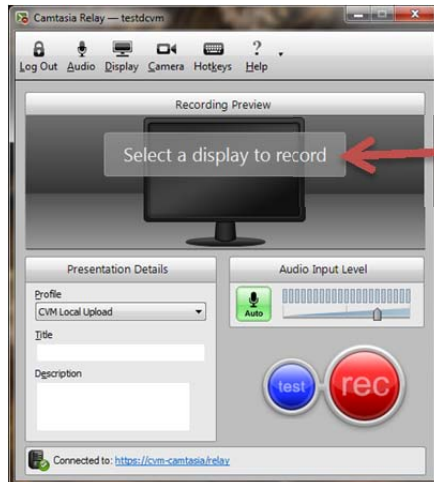 Camtasia Relay — testdcvm
Log Out Audio Display Camera Hotkeys Help
Recording Preview
Select a display to record
Presentation Details
Profile
CVM Local Upload
Title
Description
Audio Input Level
Auto
test
rec
Connected to: https://cvm-camtasia/relay